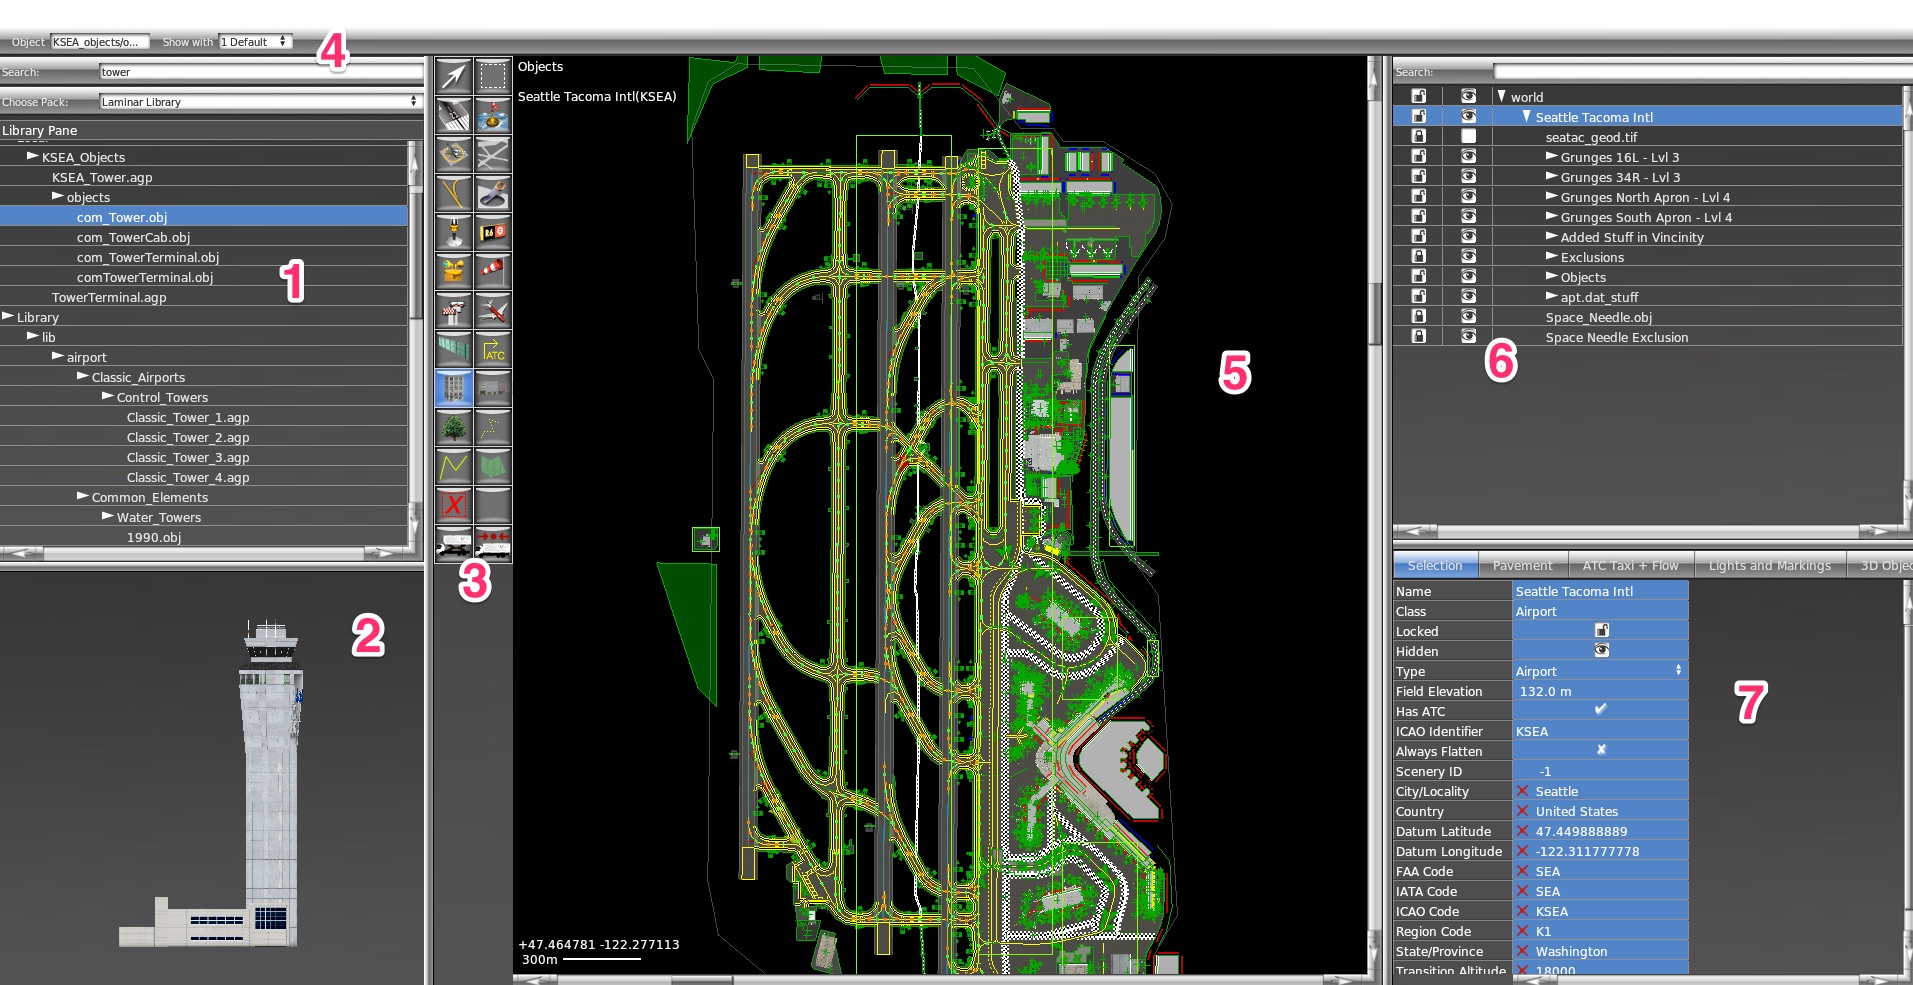 Object KSEA_objects/o... Show with 1 Default
4
Search: tower
Choose Pack: Laminar Library
Library Pane
KSEA_Objects
KSEA_Tower.agp
objects
com_Tower.obj
com_TowerCab.obj
com_TowerTerminal.obj
comTowerTerminal.obj
TowerTerminal.agp
Library
lib
airport
Classic_Airports
Control_Towers
Classic_Tower_1.agp
Classic_Tower_2.agp
Classic_Tower_3.agp
Classic_Tower_4.agp
Common_Elements
Water_Towers
1990.obj
1
2
ATC
3
Objects
Seattle Tacoma Intl(KSEA)
5
+47.464781 -122.277113
300m
Search:
world
Seattle Tacoma Intl
seatac_geod.tif
Grunges 16L - Lvl 3
Grunges 34R - Lvl 3
Grunges North Apron - Lvl 4
Grunges South Apron - Lvl 4
Added Stuff in Vincinity
Exclusions
Objects
apt.dat_stuff
Space_Needle.obj
Space Needle Exclusion
6
Selection Pavement ATC Taxi + Flow Lights and Markings 3D Objec
Name Seattle Tacoma Intl
Class Airport
Locked
Hidden
Type Airport
Field Elevation 132.0 m
Has ATC
ICAO Identifier KSEA
Always Flatten
Scenery ID -1
City/Locality Seattle
Country United States
Datum Latitude 47.449888889
Datum Longitude -122.311777778
FAA Code SEA
IATA Code SEA
ICAO Code KSEA
Region Code K1
State/Province Washington
Transition Altitude 18000
7